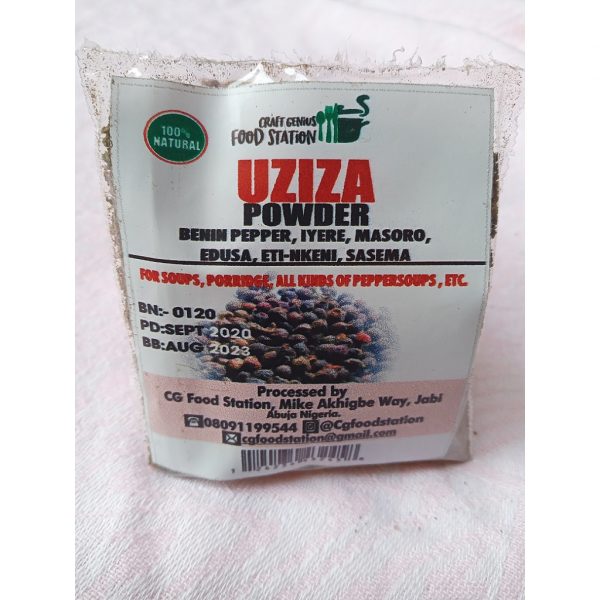 CRAFT GENIUS
FOOD STATION
100%
NATURAL
UZIZA
POWDER
BENIN PEPPER, IYERE, MASORO,
EDUSA, ETI-NKENI, SASEMA
FOR SOUPS, PORRIDGE, ALL KINDS OF PEPPERSOUPS , ETC.
BN:- 0120
PD:SEPT 2020
BB:AUG 2023
Processed by
CG Food Station, Mike Akhigbe Way, Jabi
Abuja Nigeria.
08091199544 @Cgfoodstation
cgfoodstation@gmail.com